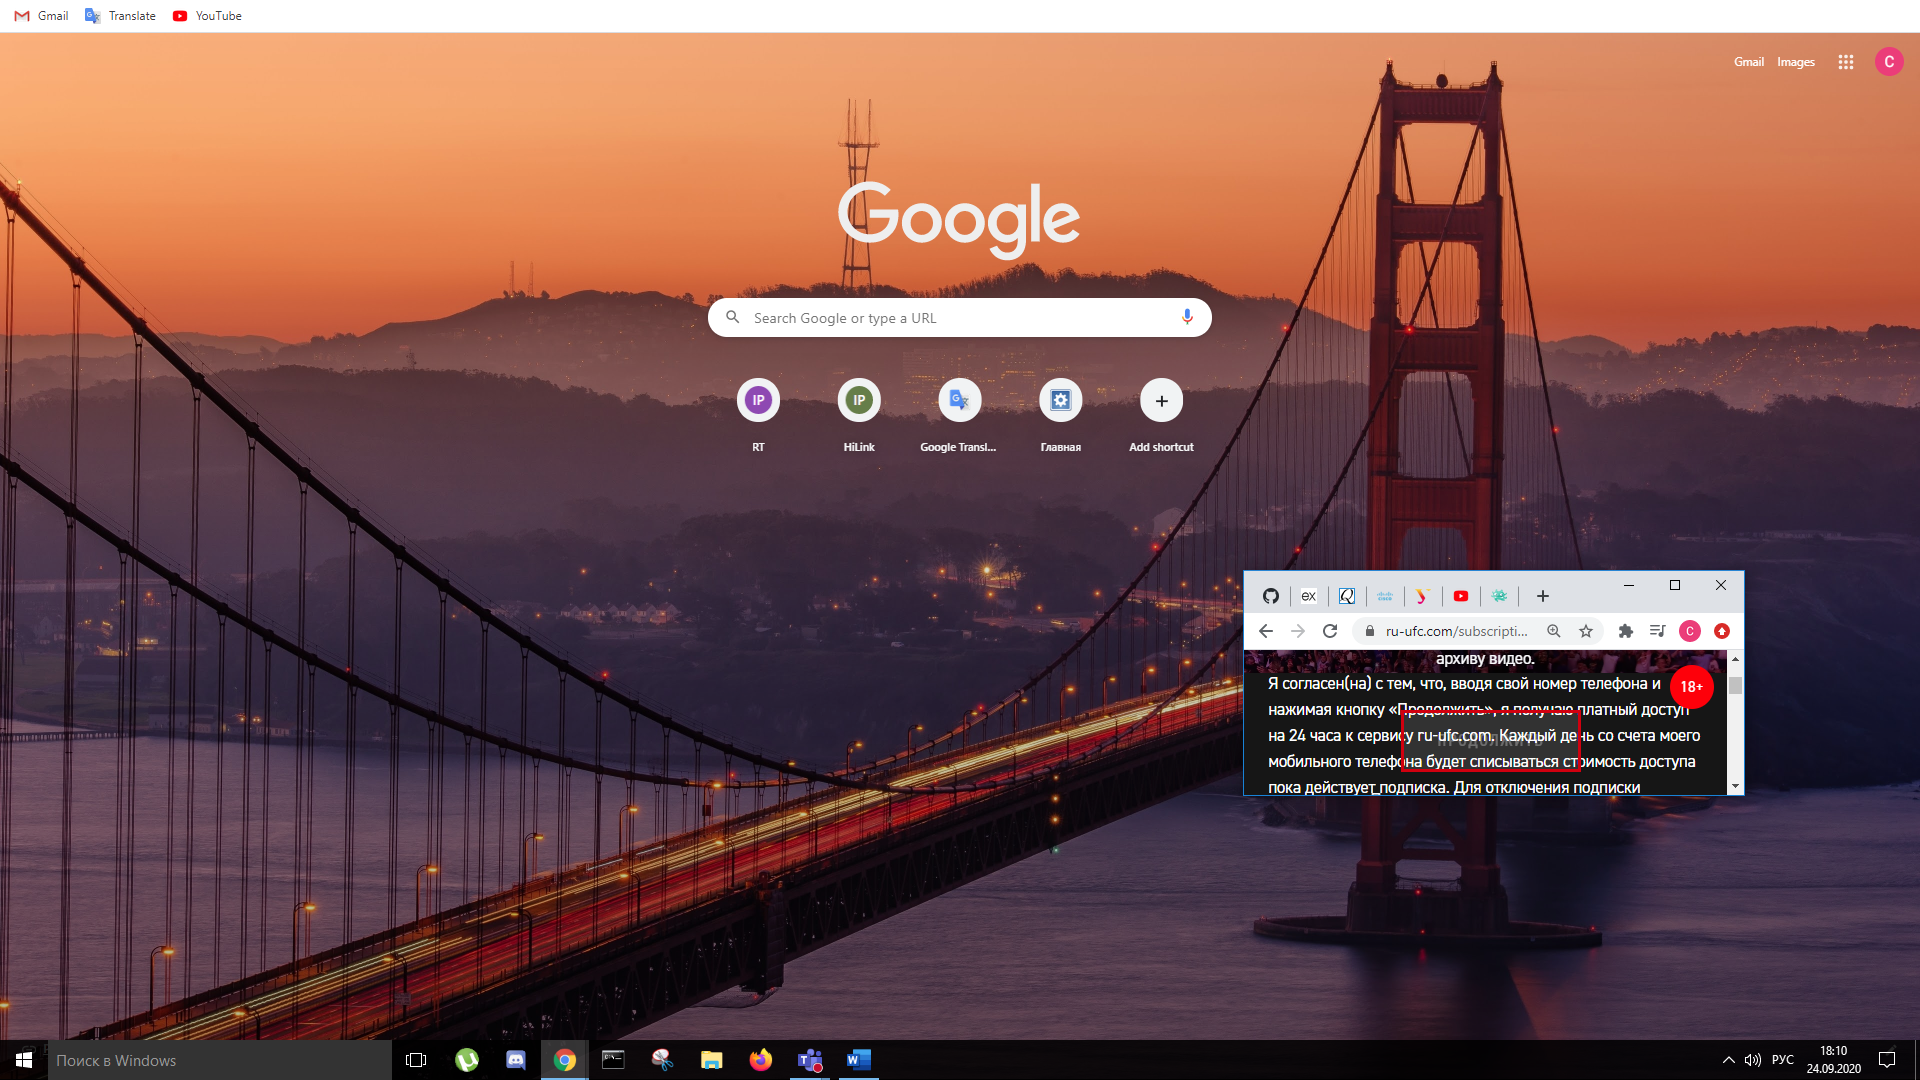 Gmail Translate YouTube
Gmail Images C
Google
Search Google or type a URL
IP IP
RT HiLink Google Transl... Главная Add shortcut
ex Q
ru-ufc.com/subscripti... C
архиву видео.
18+
Я согласен(на) с тем, что, вводя свой номер телефона и
нажимая кнопку «Продолжить», я получаю платный доступ
на 24 часа к сервису ru-ufc.com. Каждый день со счета моего
ПРОДОЛЖИТЬ
мобильного телефона будет списываться стоимость доступа
пока действует подписка. Для отключения подписки
Поиск в Windows
РУС
18:10
24.09.2020